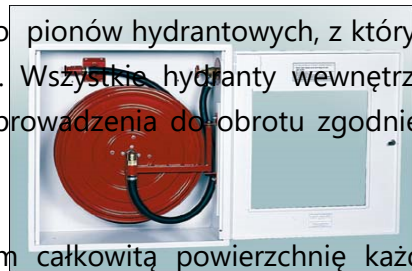 o pionów hydrantowych, z który
. Wszystkie hydranty wewnętrz
prowadzenia do obrotu zgodnie
m całkowitą powierzchnię każd